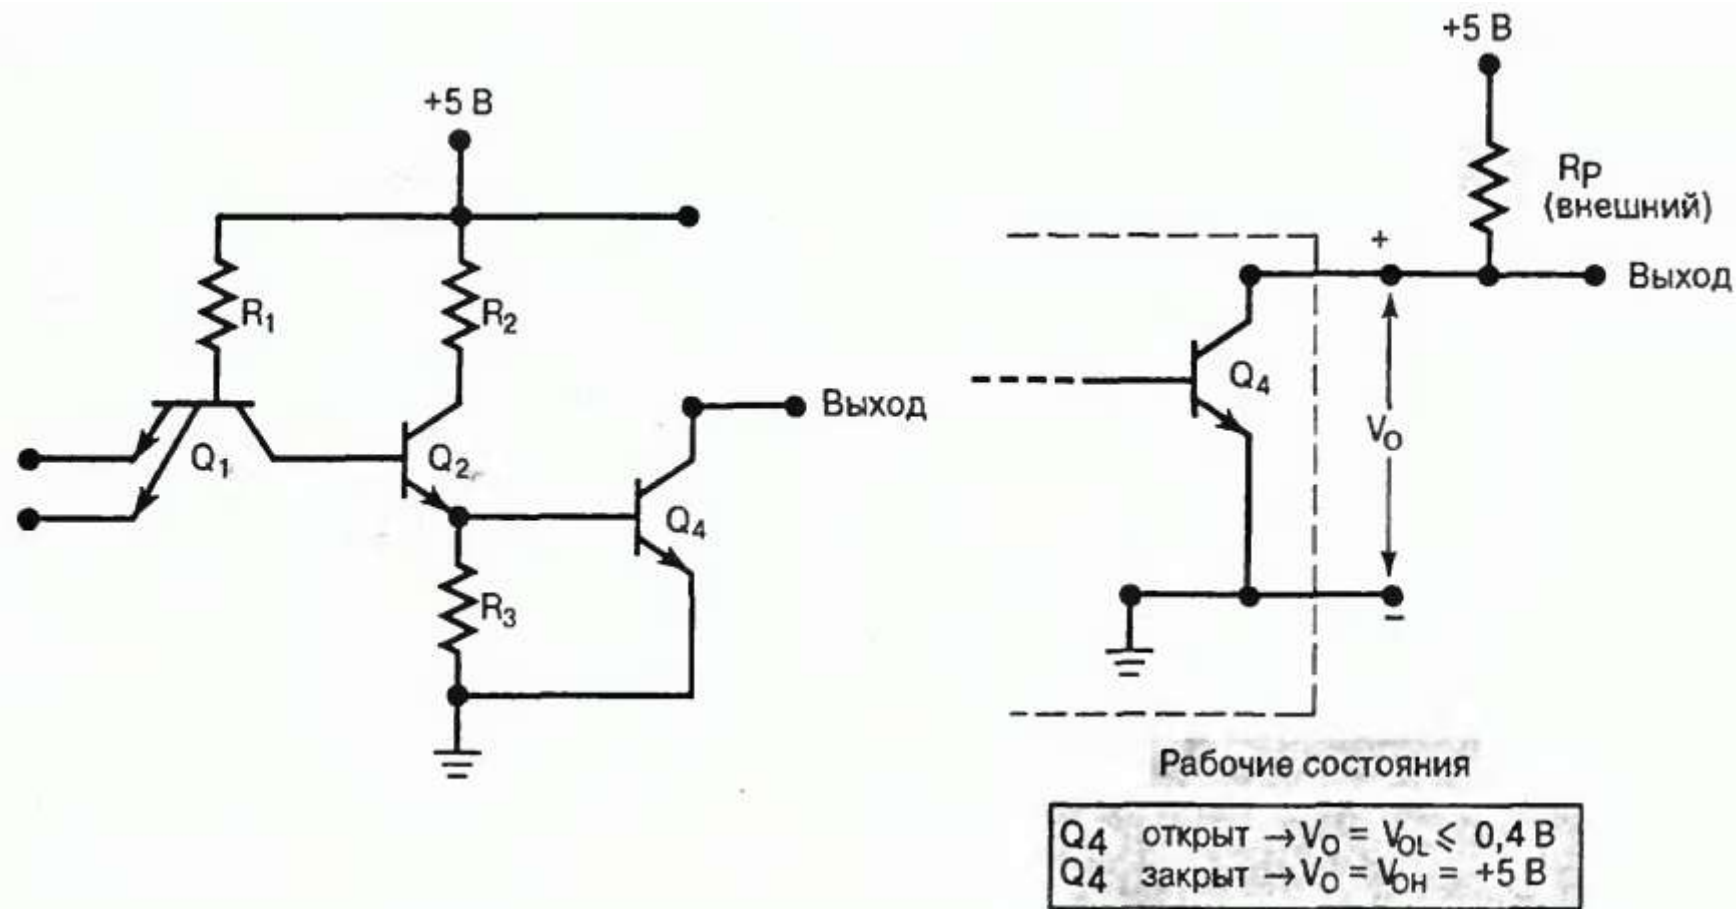 +5 В
R1
R2
Q1
Q2
Выход
Q4
R3
+5 В
RP
(внешний)
+
Выход
Q4
VO
−
Рабочие состояния
Q4 открыт → VO = VOL ⩽ 0,4 В
Q4 закрыт → VO = VOH = +5 В